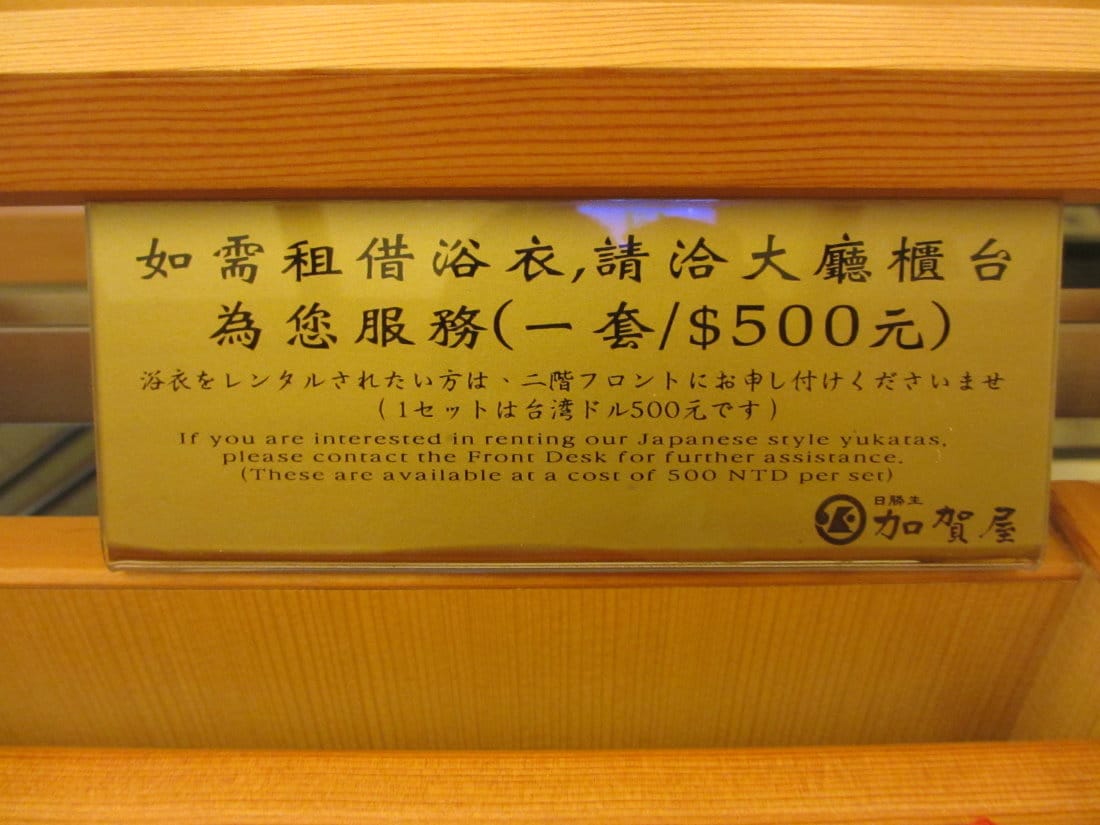 如需租借浴衣,請洽大廳櫃台
為您服務(一套/$500元)
浴衣をレンタルされたい方は、二階フロントにお申し付けくださいませ
(1セットは台湾ドル500元です)
If you are interested in renting our Japanese style yukatas,
please contact the Front Desk for further assistance.
(These are available at a cost of 500 NTD per set)
日勝生
加賀屋